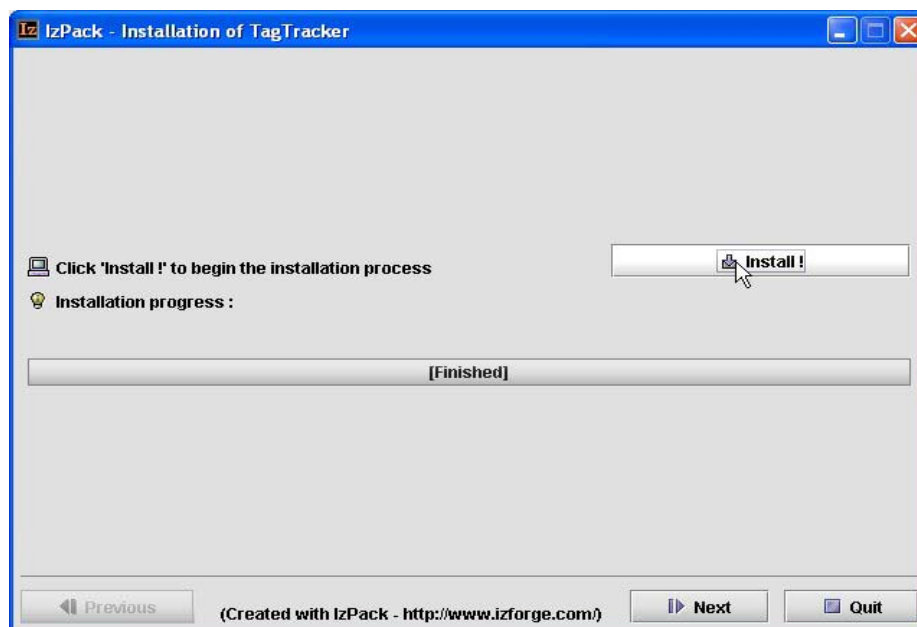 Iz IzPack - Installation of TagTracker
Click 'Install !' to begin the installation process
Install !
Installation progress :
[Finished]
Previous
(Created with IzPack - http://www.izforge.com/)
Next
Quit